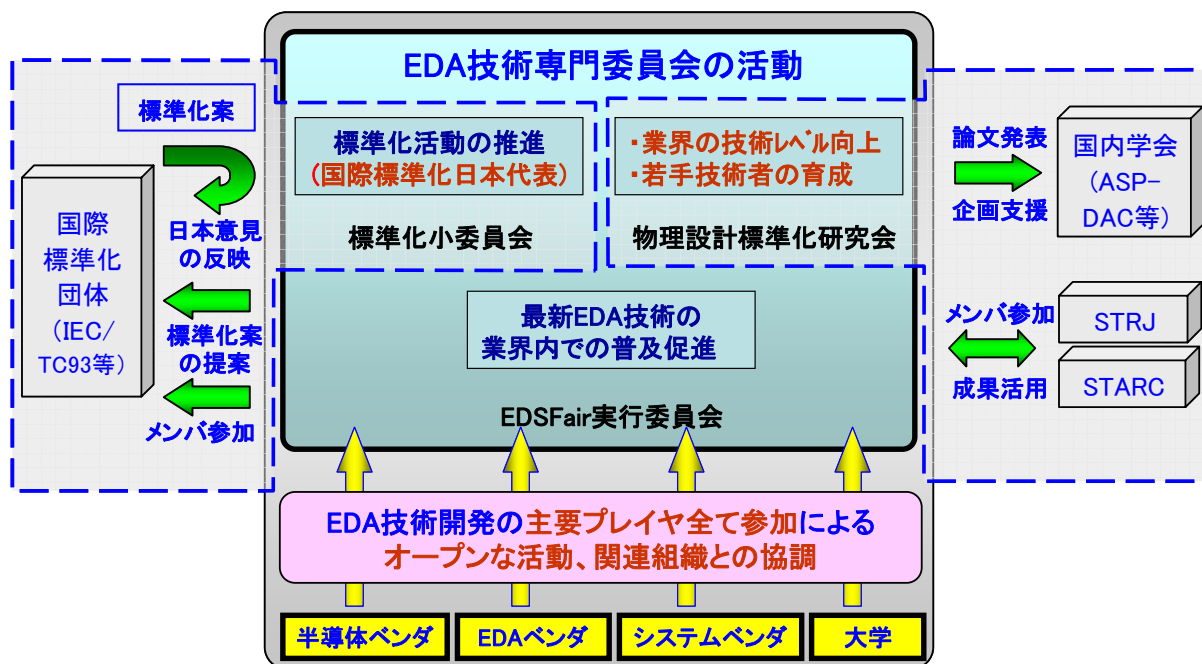 EDA技術専門委員会の活動
標準化案
日本意見
の反映
国際
標準化
団体
(IEC/
TC93等)
標準化案
の提案
メンバ参加
標準化活動の推進
(国際標準化日本代表)
標準化小委員会
・業界の技術レベル向上
・若手技術者の育成
物理設計標準化研究会
最新EDA技術の
業界内での普及促進
EDSFair実行委員会
論文発表
企画支援
国内学会
(ASP-
DAC等)
メンバ参加
成果活用
STRJ
STARC
EDA技術開発の主要プレイヤ全て参加による
オープンな活動、関連組織との協調
半導体ベンダ
EDAベンダ
システムベンダ
大学